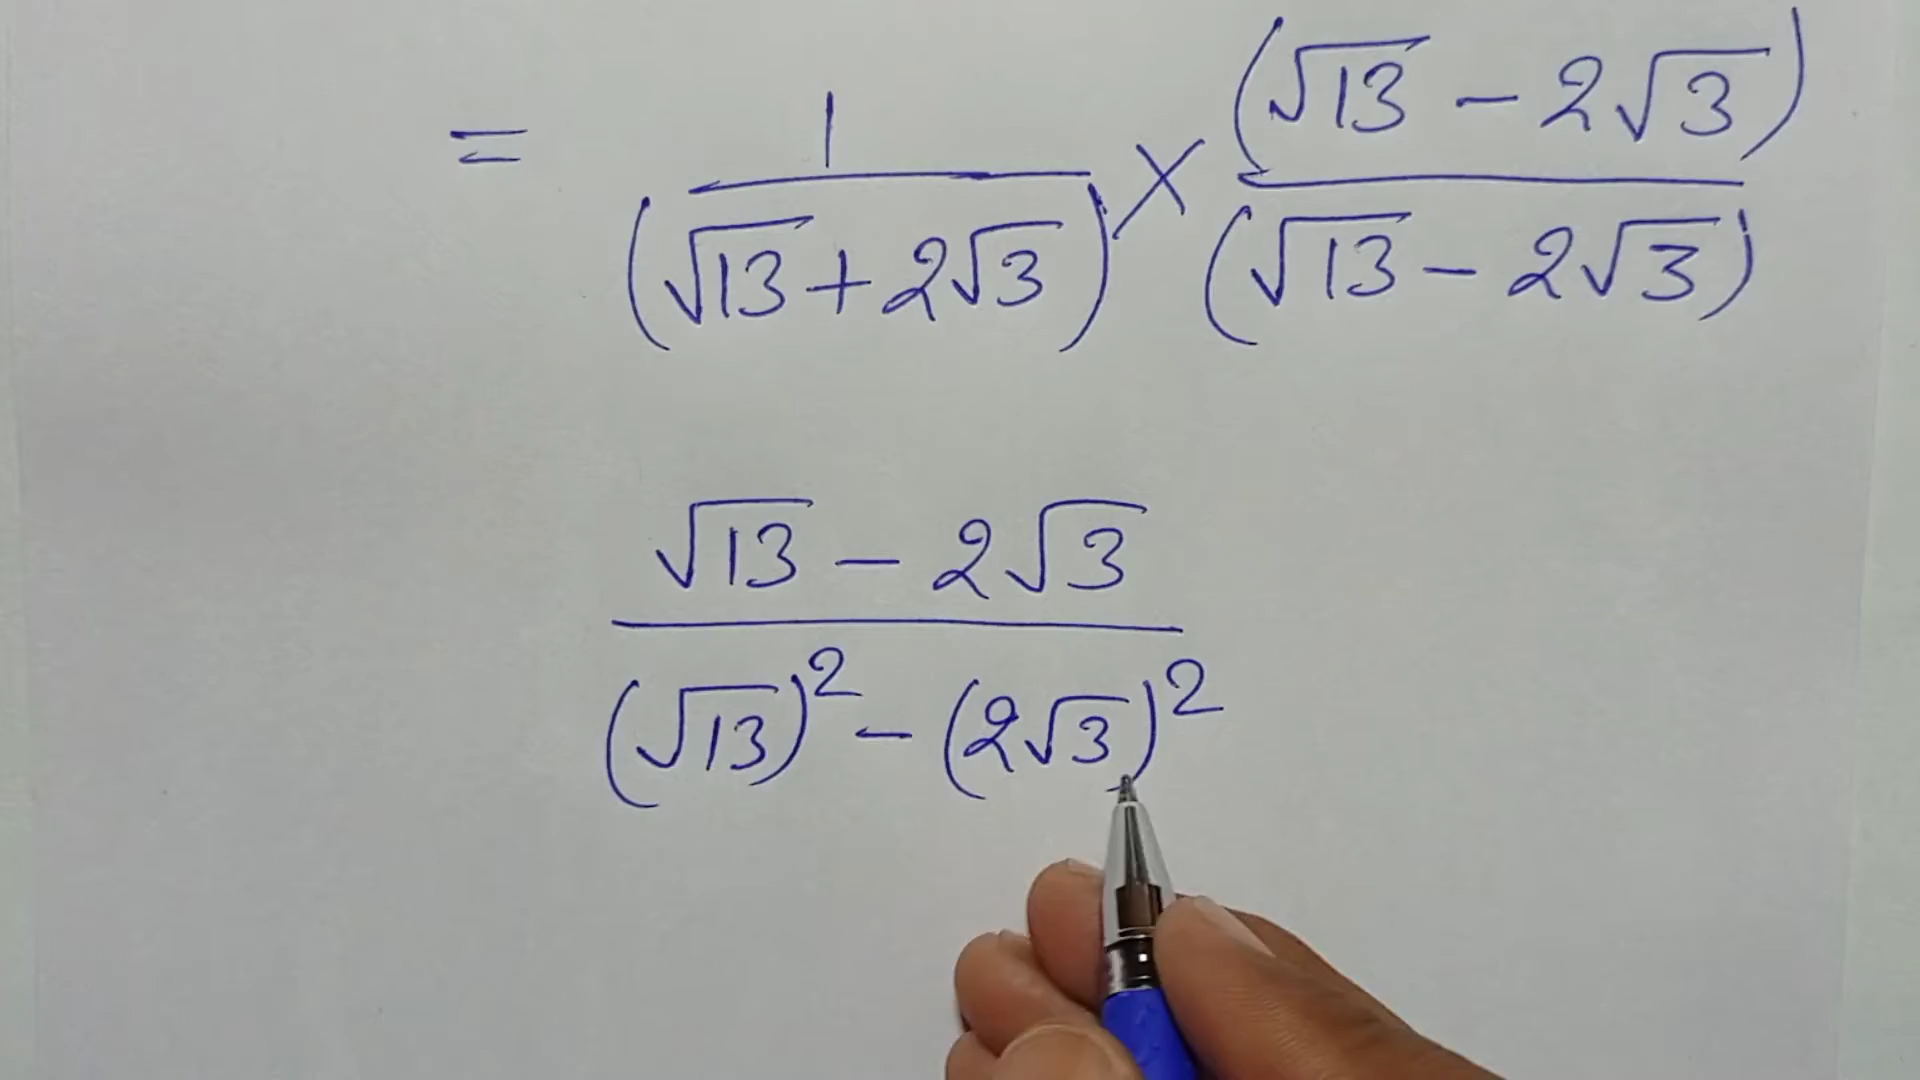 = 1/(√13+2√3) × (√13 - 2√3)/(√13 - 2√3)
√13 - 2√3/(√13)² - (2√3)²